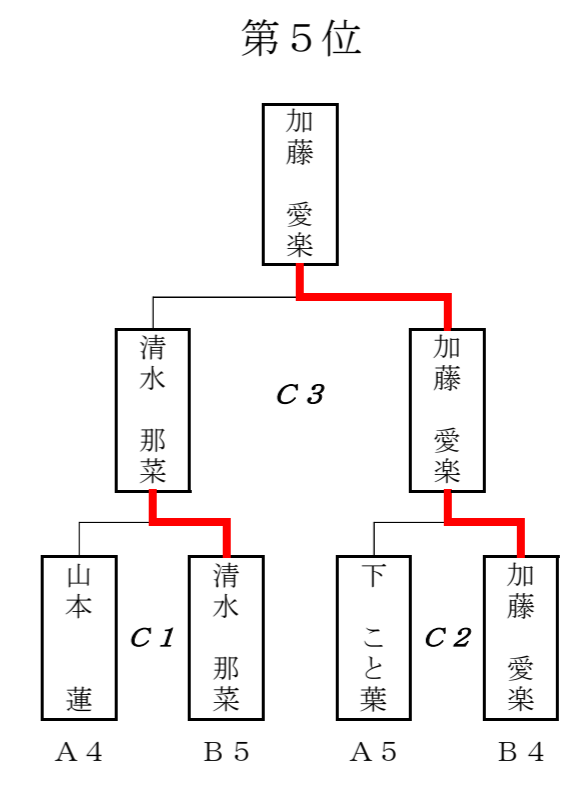 第５位
加藤 愛楽
清水 那菜
Ｃ３
加藤 愛楽
山本 蓮
Ｃ１
清水 那菜
下 こと葉
Ｃ２
加藤 愛楽
Ａ４
Ｂ５
Ａ５
Ｂ４